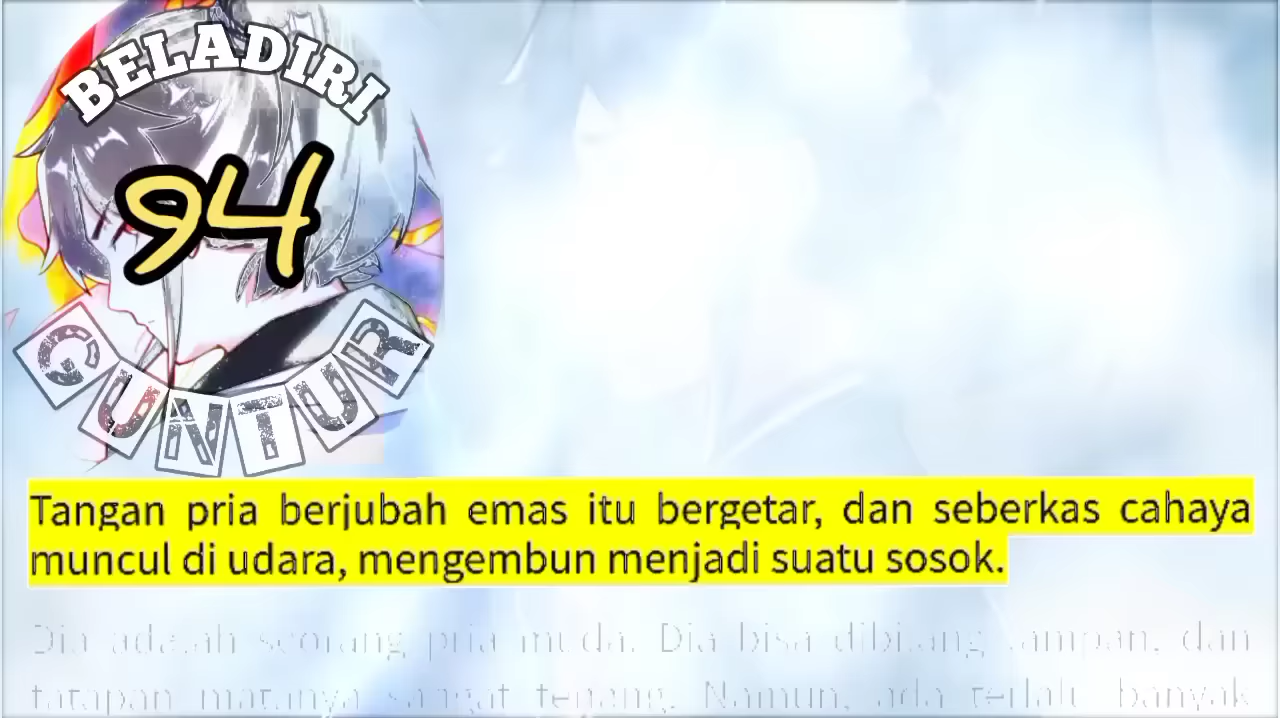 BELADIRI
94
GUNTUR
Tangan pria berjubah emas itu bergetar, dan seberkas cahaya
muncul di udara, mengembun menjadi suatu sosok.
Dia adalah seorang pria muda. Dia bisa dibilang tampan, dan
tatapan matanya sangat tenang. Namun, ada terlalu banyak